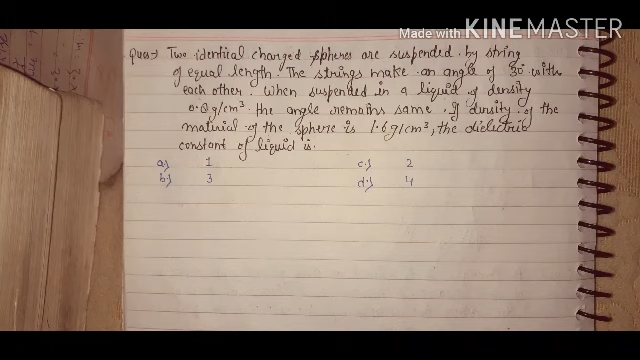 Made with KINEMASTER
Ques→ Two identical charged spheres are suspended by string
of equal length. The strings make an angle of 30° with
each other. When suspended in a liquid of density
0.8g/cm³ the angle remains same. If density of the
material of the sphere is 1.6g/cm³, the dielectric
constant of liquid is.
a.) 1 c.) 2
b.) 3 d.) 4